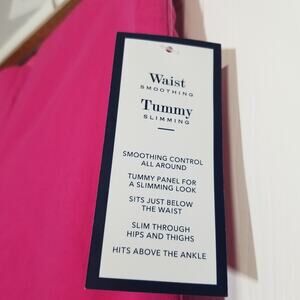 Waist
SMOOTHING
Tummy
SLIMMING
SMOOTHING CONTROL
ALL AROUND
TUMMY PANEL FOR
A SLIMMING LOOK
SITS JUST BELOW
THE WAIST
SLIM THROUGH
HIPS AND THIGHS
HITS ABOVE THE ANKLE